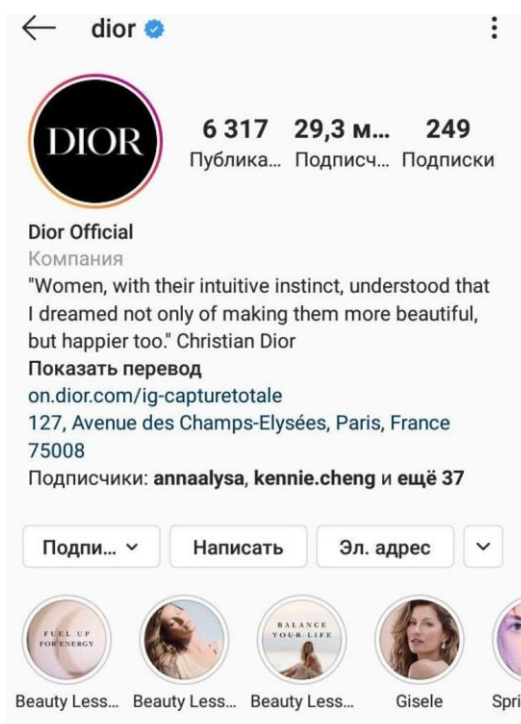 dior
DIOR
6 317 29,3 м... 249
Публика... Подписч... Подписки
Dior Official
Компания
"Women, with their intuitive instinct, understood that
I dreamed not only of making them more beautiful,
but happier too." Christian Dior
Показать перевод
on.dior.com/ig-capturetotale
127, Avenue des Champs-Elysées, Paris, France
75008
Подписчики: annaalysa, kennie.cheng и ещё 37
Подпи... Написать Эл. адрес
FUEL UP
FOR ENERGY
BALANCE
YOUR LIFE
Beauty Less... Beauty Less... Beauty Less... Gisele Spri